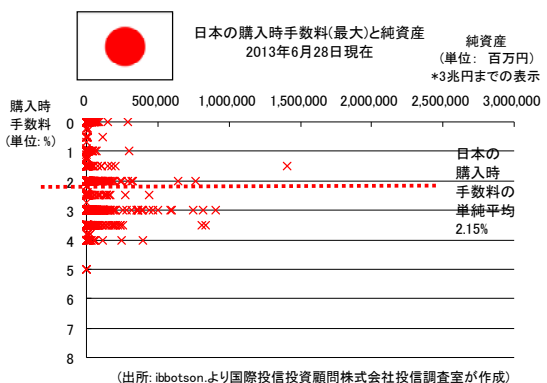 日本の購入時手数料(最大)と純資産
2013年6月28日現在
純資産
(単位: 百万円)
*3兆円までの表示
購入時
手数料
(単位:%)
0 500,000 1,000,000 1,500,000 2,000,000 2,500,000 3,000,000
0
1
2
3
4
5
6
7
8
日本の
購入時
手数料の
単純平均
2.15%
(出所: ibbotson.より国際投信投資顧問株式会社投信調査室が作成)